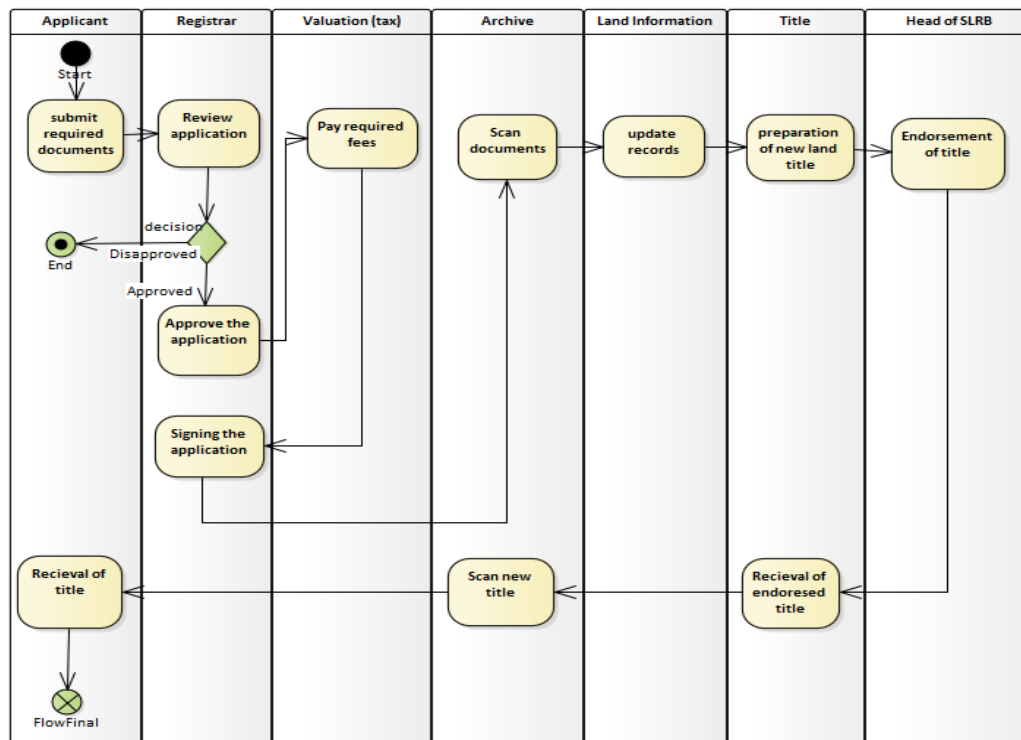 Applicant
Registrar
Valuation (tax)
Archive
Land Information
Title
Head of SLRB
Start
submit
required
documents
Review
application
Pay required
fees
Scan
documents
update
records
preparation
of new land
title
Endorsement
of title
decision
Disapproved
End
Approved
Approve the
application
Signing the
application
Recieval of
title
Scan new
title
Recieval of
endoresed
title
FlowFinal